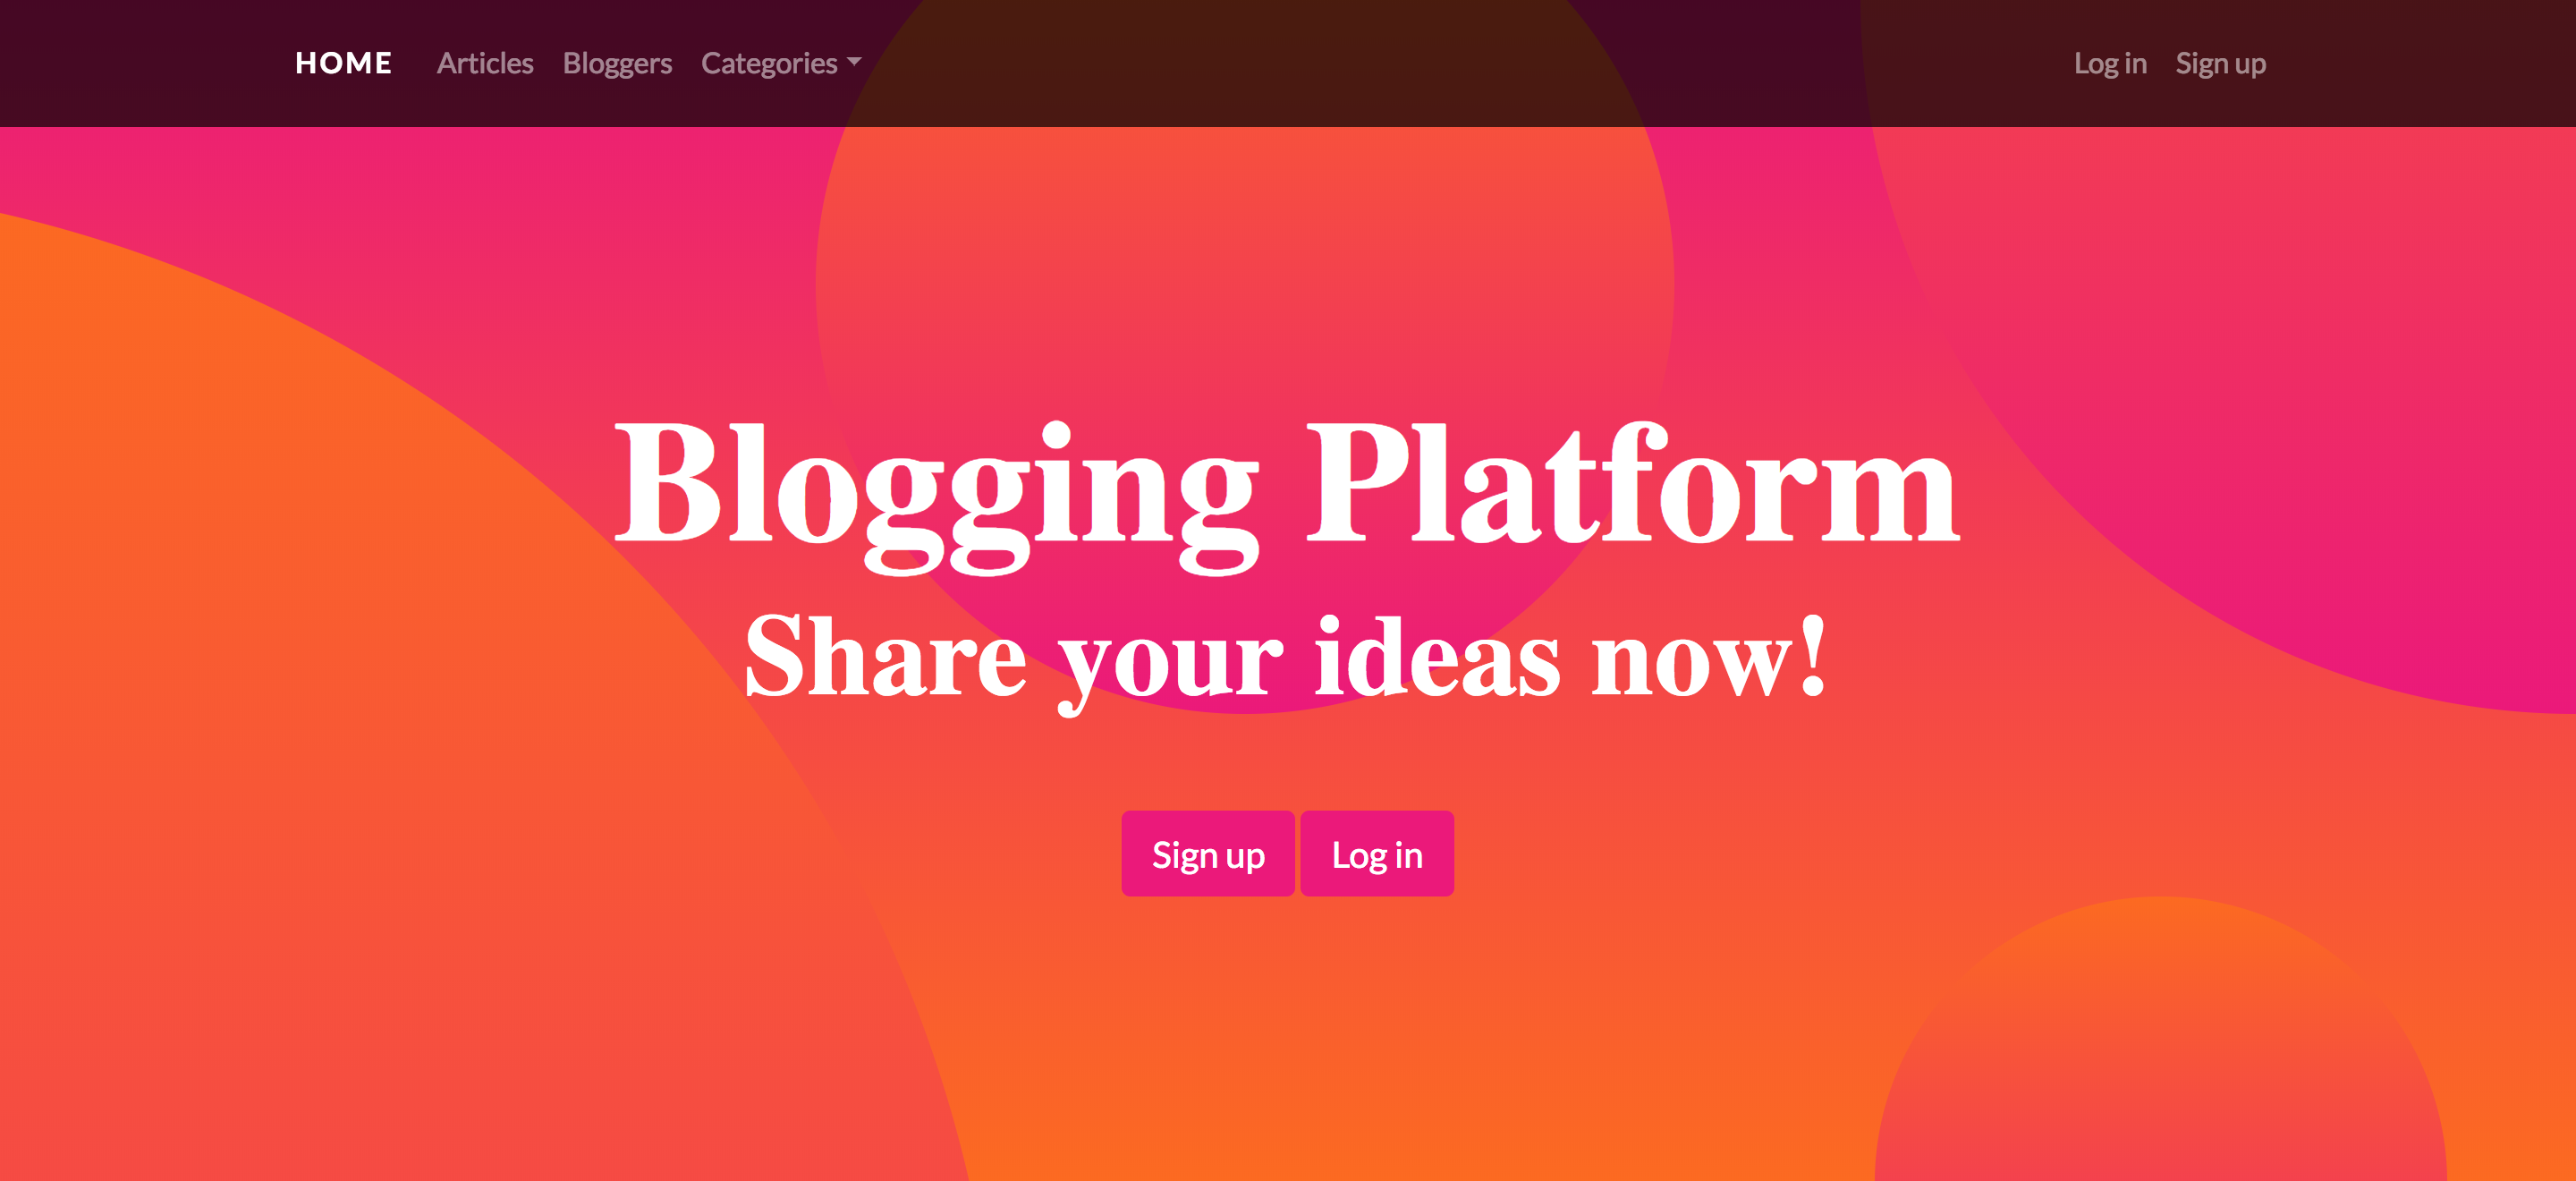 HOME Articles Bloggers Categories Log in Sign up
Blogging Platform
Share your ideas now!
Sign up Log in